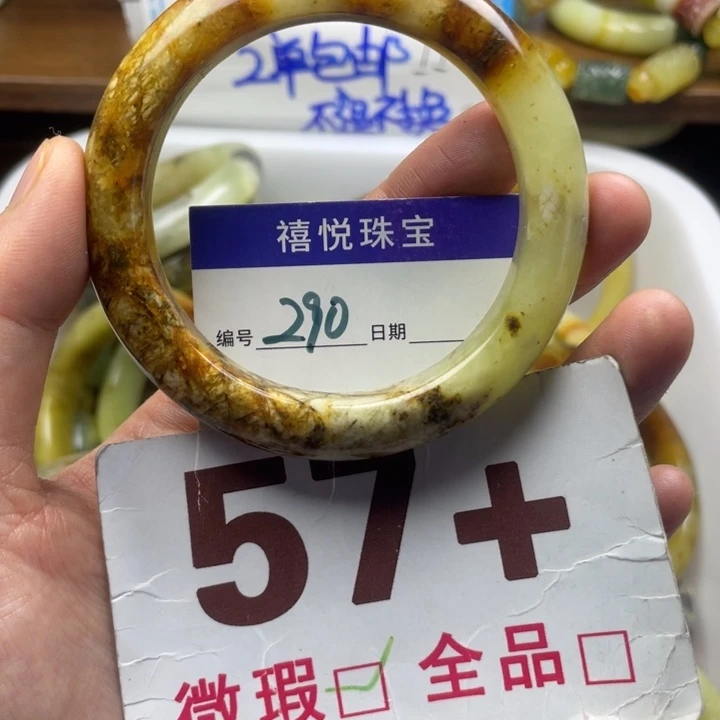 2单包邮
不退不换
禧悦珠宝
编号 290 日期
57+
微瑕 全品